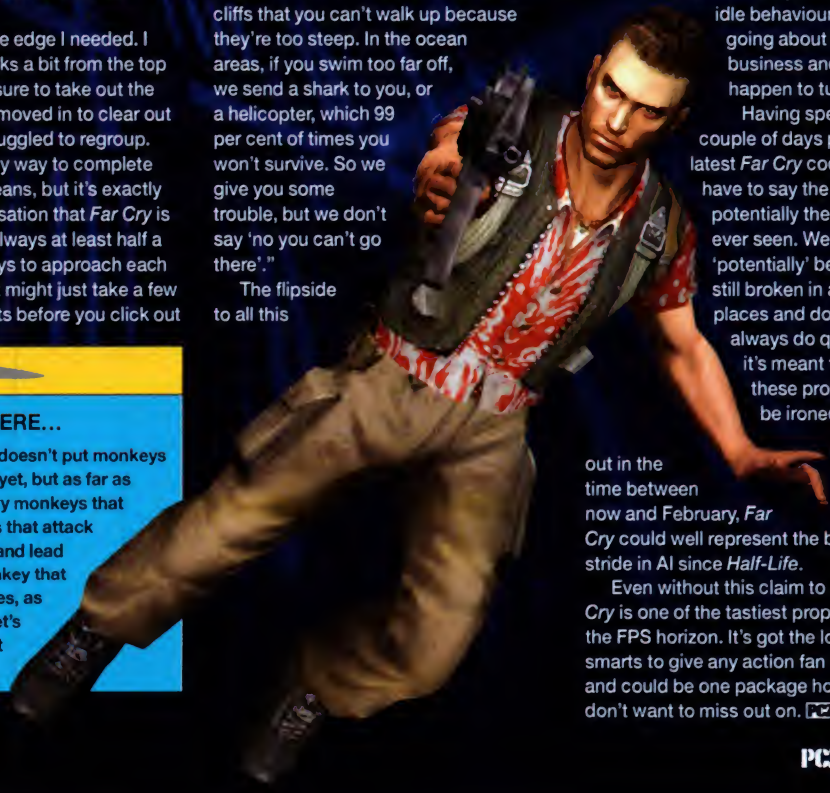 e edge I needed. I
ks a bit from the top
sure to take out the
moved in to clear out
uggled to regroup.
y way to complete
eans, but it's exactly
sation that Far Cry is
lways at least half a
ys to approach each
might just take a few
ts before you click out
ERE...
doesn't put monkeys
yet, but as far as
y monkeys that
s that attack
and lead
key that
es, as
et's
t
cliffs that you can't walk up because
they're too steep. In the ocean
areas, if you swim too far off,
we send a shark to you, or
a helicopter, which 99
per cent of times you
won't survive. So we
give you some
trouble, but we don't
say 'no you can't go
there'."
The flipside
to all this
idle behaviour
going about
business and
happen to tu
Having spe
couple of days p
latest Far Cry co
have to say the
potentially the
ever seen. We
'potentially' be
still broken in a
places and do
always do q
it's meant
these pro
be ironed
out in the
time between
now and February, Far
Cry could well represent the b
stride in AI since Half-Life.
Even without this claim to
Cry is one of the tastiest prop
the FPS horizon. It's got the lo
smarts to give any action fan
and could be one package ho
don't want to miss out on. PCZ
PCZ